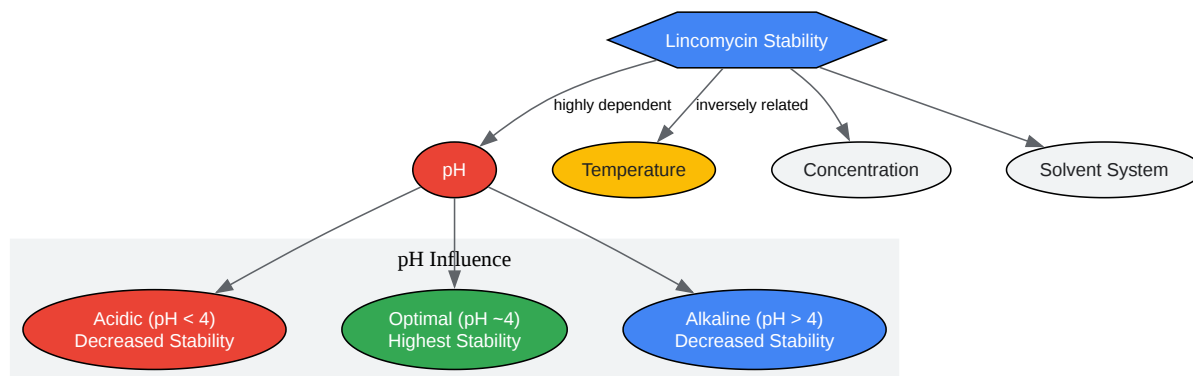 Lincomycin Stability
highly dependent
inversely related
pH
Temperature
Concentration
Solvent System
pH Influence
Acidic (pH < 4)
Decreased Stability
Optimal (pH ~4)
Highest Stability
Alkaline (pH > 4)
Decreased Stability